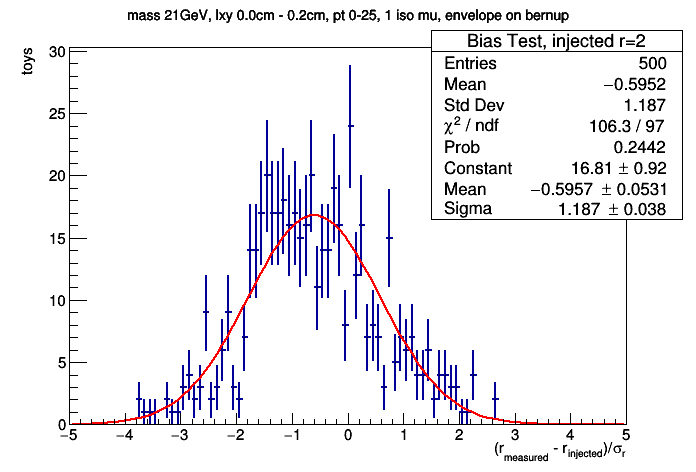 mass 21GeV, lxy 0.0cm - 0.2cm, pt 0-25, 1 iso mu, envelope on bernup
Bias Test, injected r=2
Entries 500
Mean −0.5952
Std Dev 1.187
χ² / ndf 106.3 / 97
Prob 0.2442
Constant 16.81 ± 0.92
Mean −0.5957 ± 0.0531
Sigma 1.187 ± 0.038
toys
30
25
20
15
10
5
0
−5 −4 −3 −2 −1 0 1 2 3 4 5
(r_measured - r_injected)/σ_r